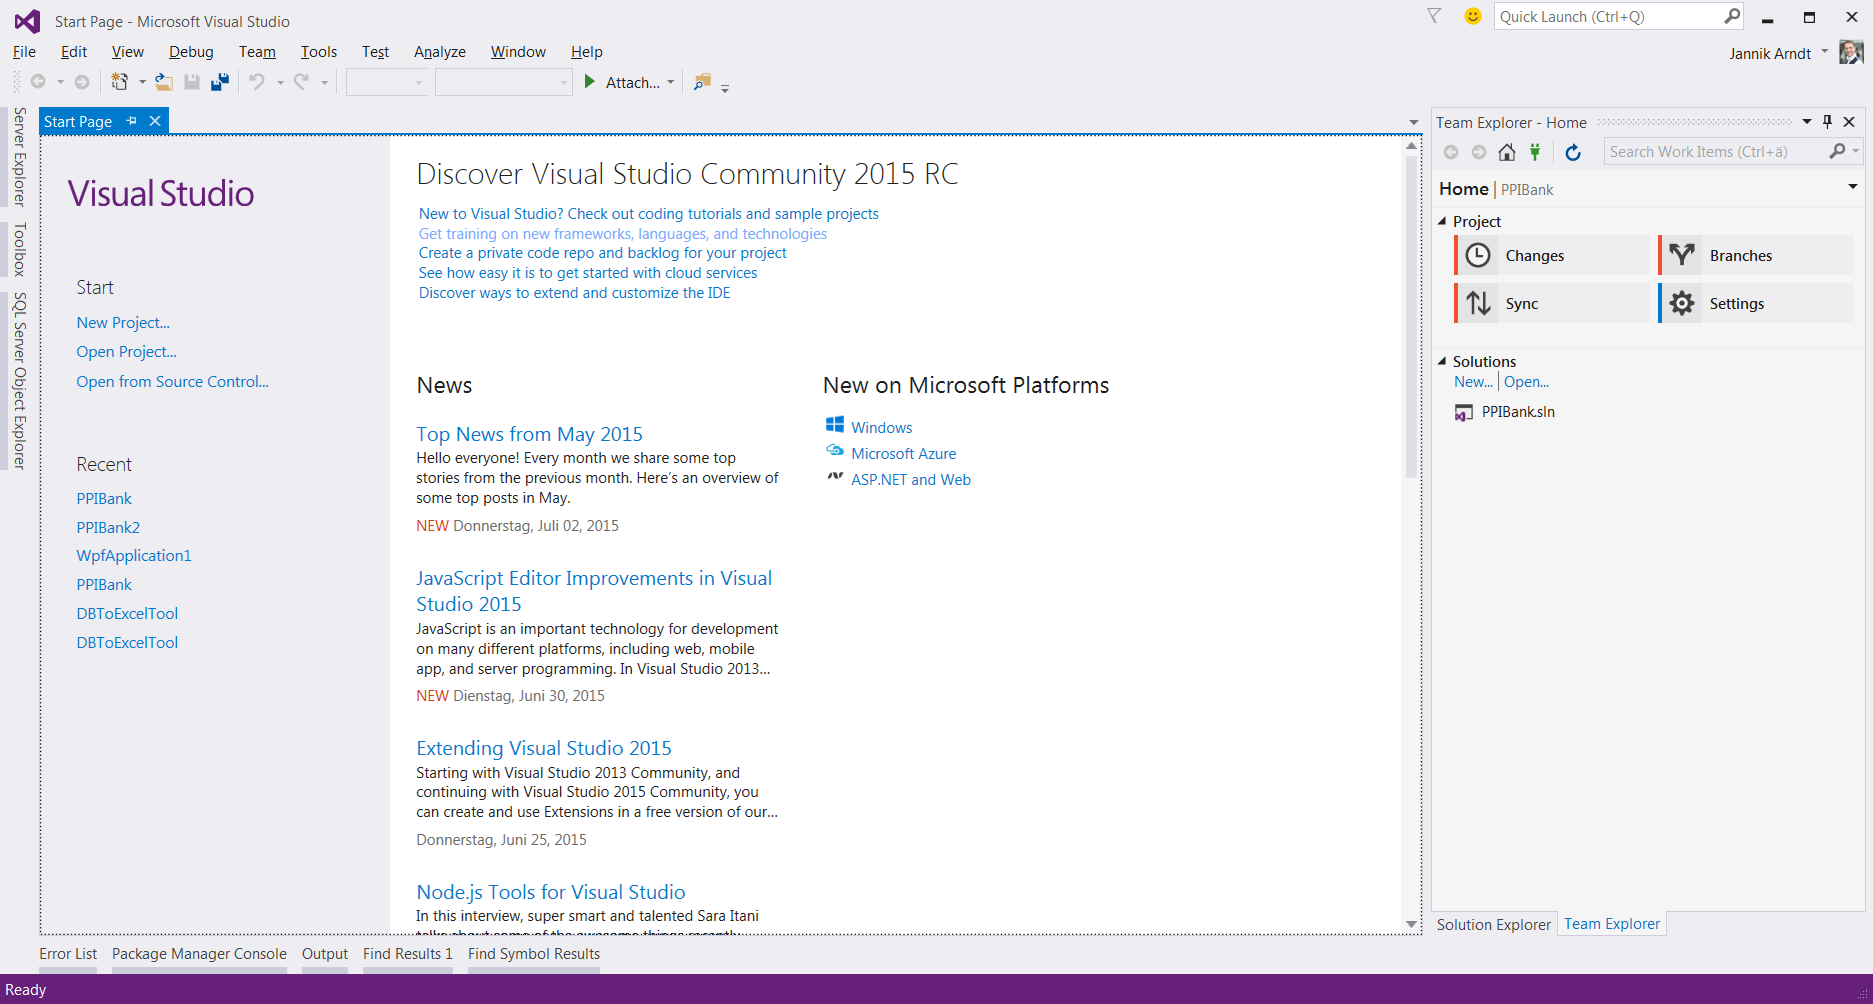 Start Page - Microsoft Visual Studio
Quick Launch (Ctrl+Q)
File Edit View Debug Team Tools Test Analyze Window Help
Jannik Arndt
Attach...
Server Explorer
Toolbox
SQL Server Object Explorer
Start Page
Visual Studio
Start
New Project...
Open Project...
Open from Source Control...
Recent
PPIBank
PPIBank2
WpfApplication1
PPIBank
DBToExcelTool
DBToExcelTool
Discover Visual Studio Community 2015 RC
New to Visual Studio? Check out coding tutorials and sample projects
Get training on new frameworks, languages, and technologies
Create a private code repo and backlog for your project
See how easy it is to get started with cloud services
Discover ways to extend and customize the IDE
News
Top News from May 2015
Hello everyone! Every month we share some top
stories from the previous month. Here's an overview of
some top posts in May.
NEW Donnerstag, Juli 02, 2015
JavaScript Editor Improvements in Visual
Studio 2015
JavaScript is an important technology for development
on many different platforms, including web, mobile
app, and server programming. In Visual Studio 2013...
NEW Dienstag, Juni 30, 2015
Extending Visual Studio 2015
Starting with Visual Studio 2013 Community, and
continuing with Visual Studio 2015 Community, you
can create and use Extensions in a free version of our...
Donnerstag, Juni 25, 2015
Node.js Tools for Visual Studio
In this interview, super smart and talented Sara Itani
talks about some of the awesome things recently
New on Microsoft Platforms
Windows
Microsoft Azure
ASP.NET and Web
Team Explorer - Home
Search Work Items (Ctrl+ä)
Home | PPIBank
Project
Changes
Branches
Sync
Settings
Solutions
New... | Open...
PPIBank.sln
Solution Explorer Team Explorer
Error List Package Manager Console Output Find Results 1 Find Symbol Results
Ready